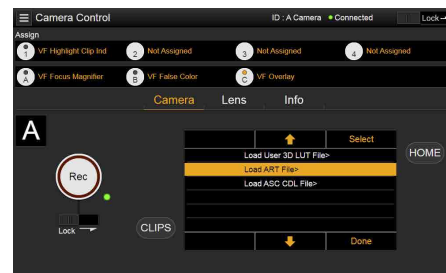 Camera Control
ID : A Camera
Connected
Lock
Assign
1 VF Highlight Clip Ind
2 Not Assigned
3 Not Assigned
4 Not Assigned
A VF Focus Magnifier
B VF False Color
C VF Overlay
Camera Lens Info
A
Select
Load User 3D LUT File>
HOME
Load ART File>
Rec
Load ASC CDL File>
Lock
CLIPS
Done